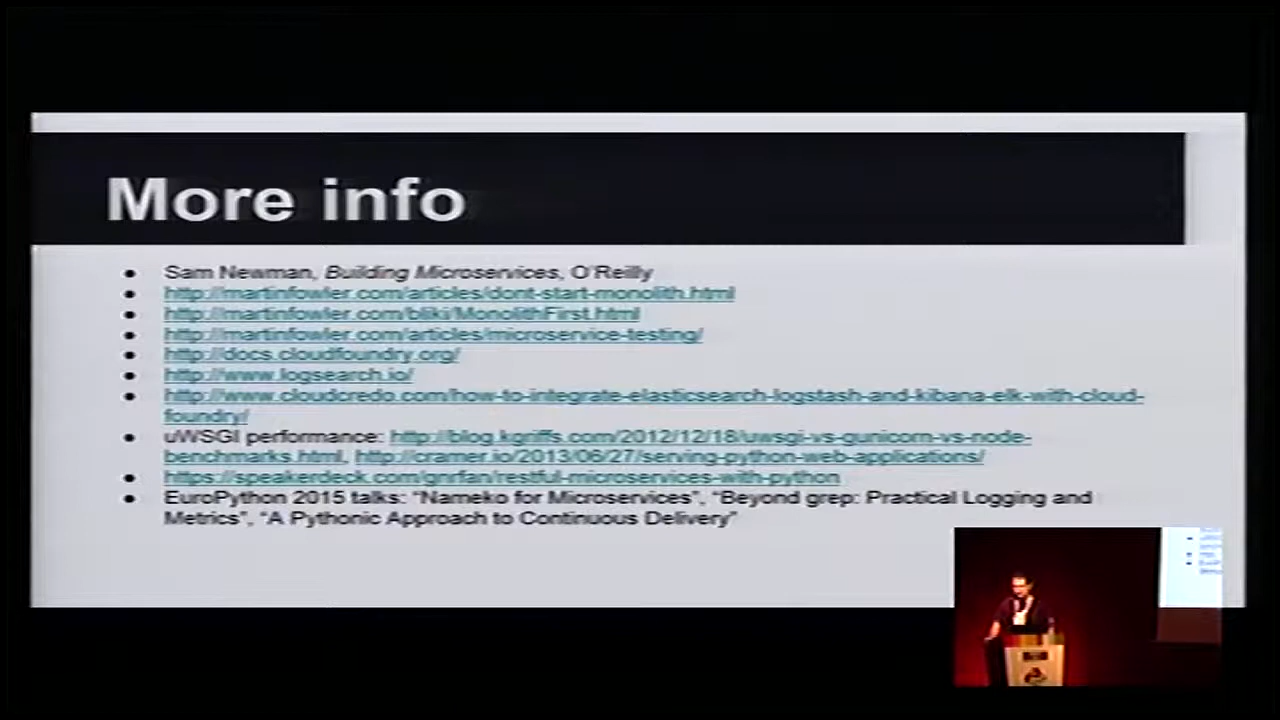 More info
● Sam Newman, Building Microservices, O'Reilly
● http://martinfowler.com/articles/dont-start-monolith.html
● http://martinfowler.com/bliki/MonolithFirst.html
● http://martinfowler.com/articles/microservice-testing/
● http://docs.cloudfoundry.org/
● http://www.logsearch.io/
● http://www.cloudcredo.com/how-to-integrate-elasticsearch-logstash-and-kibana-elk-with-cloud-
foundry/
● uWSGI performance: http://blog.kgriffs.com/2012/12/18/uwsgi-vs-gunicorn-vs-node-
benchmarks.html, http://cramer.io/2013/06/27/serving-python-web-applications/
● https://speakerdeck.com/gnrfan/restful-microservices-with-python
● EuroPython 2015 talks: "Nameko for Microservices", "Beyond grep: Practical Logging and
Metrics", "A Pythonic Approach to Continuous Delivery"